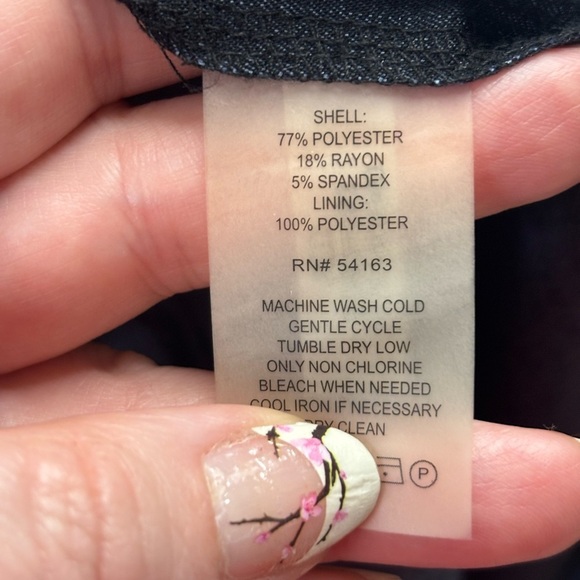 SHELL:
77% POLYESTER
18% RAYON
5% SPANDEX
LINING:
100% POLYESTER
RN# 54163
MACHINE WASH COLD
GENTLE CYCLE
TUMBLE DRY LOW
ONLY NON CHLORINE
BLEACH WHEN NEEDED
COOL IRON IF NECESSARY
DRY CLEAN
P